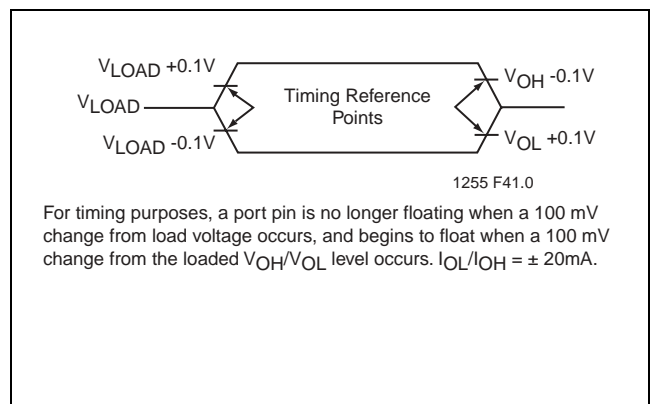 VLOAD +0.1V
VLOAD
VLOAD -0.1V
Timing Reference
Points
VOH -0.1V
VOL +0.1V
1255 F41.0
For timing purposes, a port pin is no longer floating when a 100 mV
change from load voltage occurs, and begins to float when a 100 mV
change from the loaded VOH/VOL level occurs. IOL/IOH = ± 20mA.